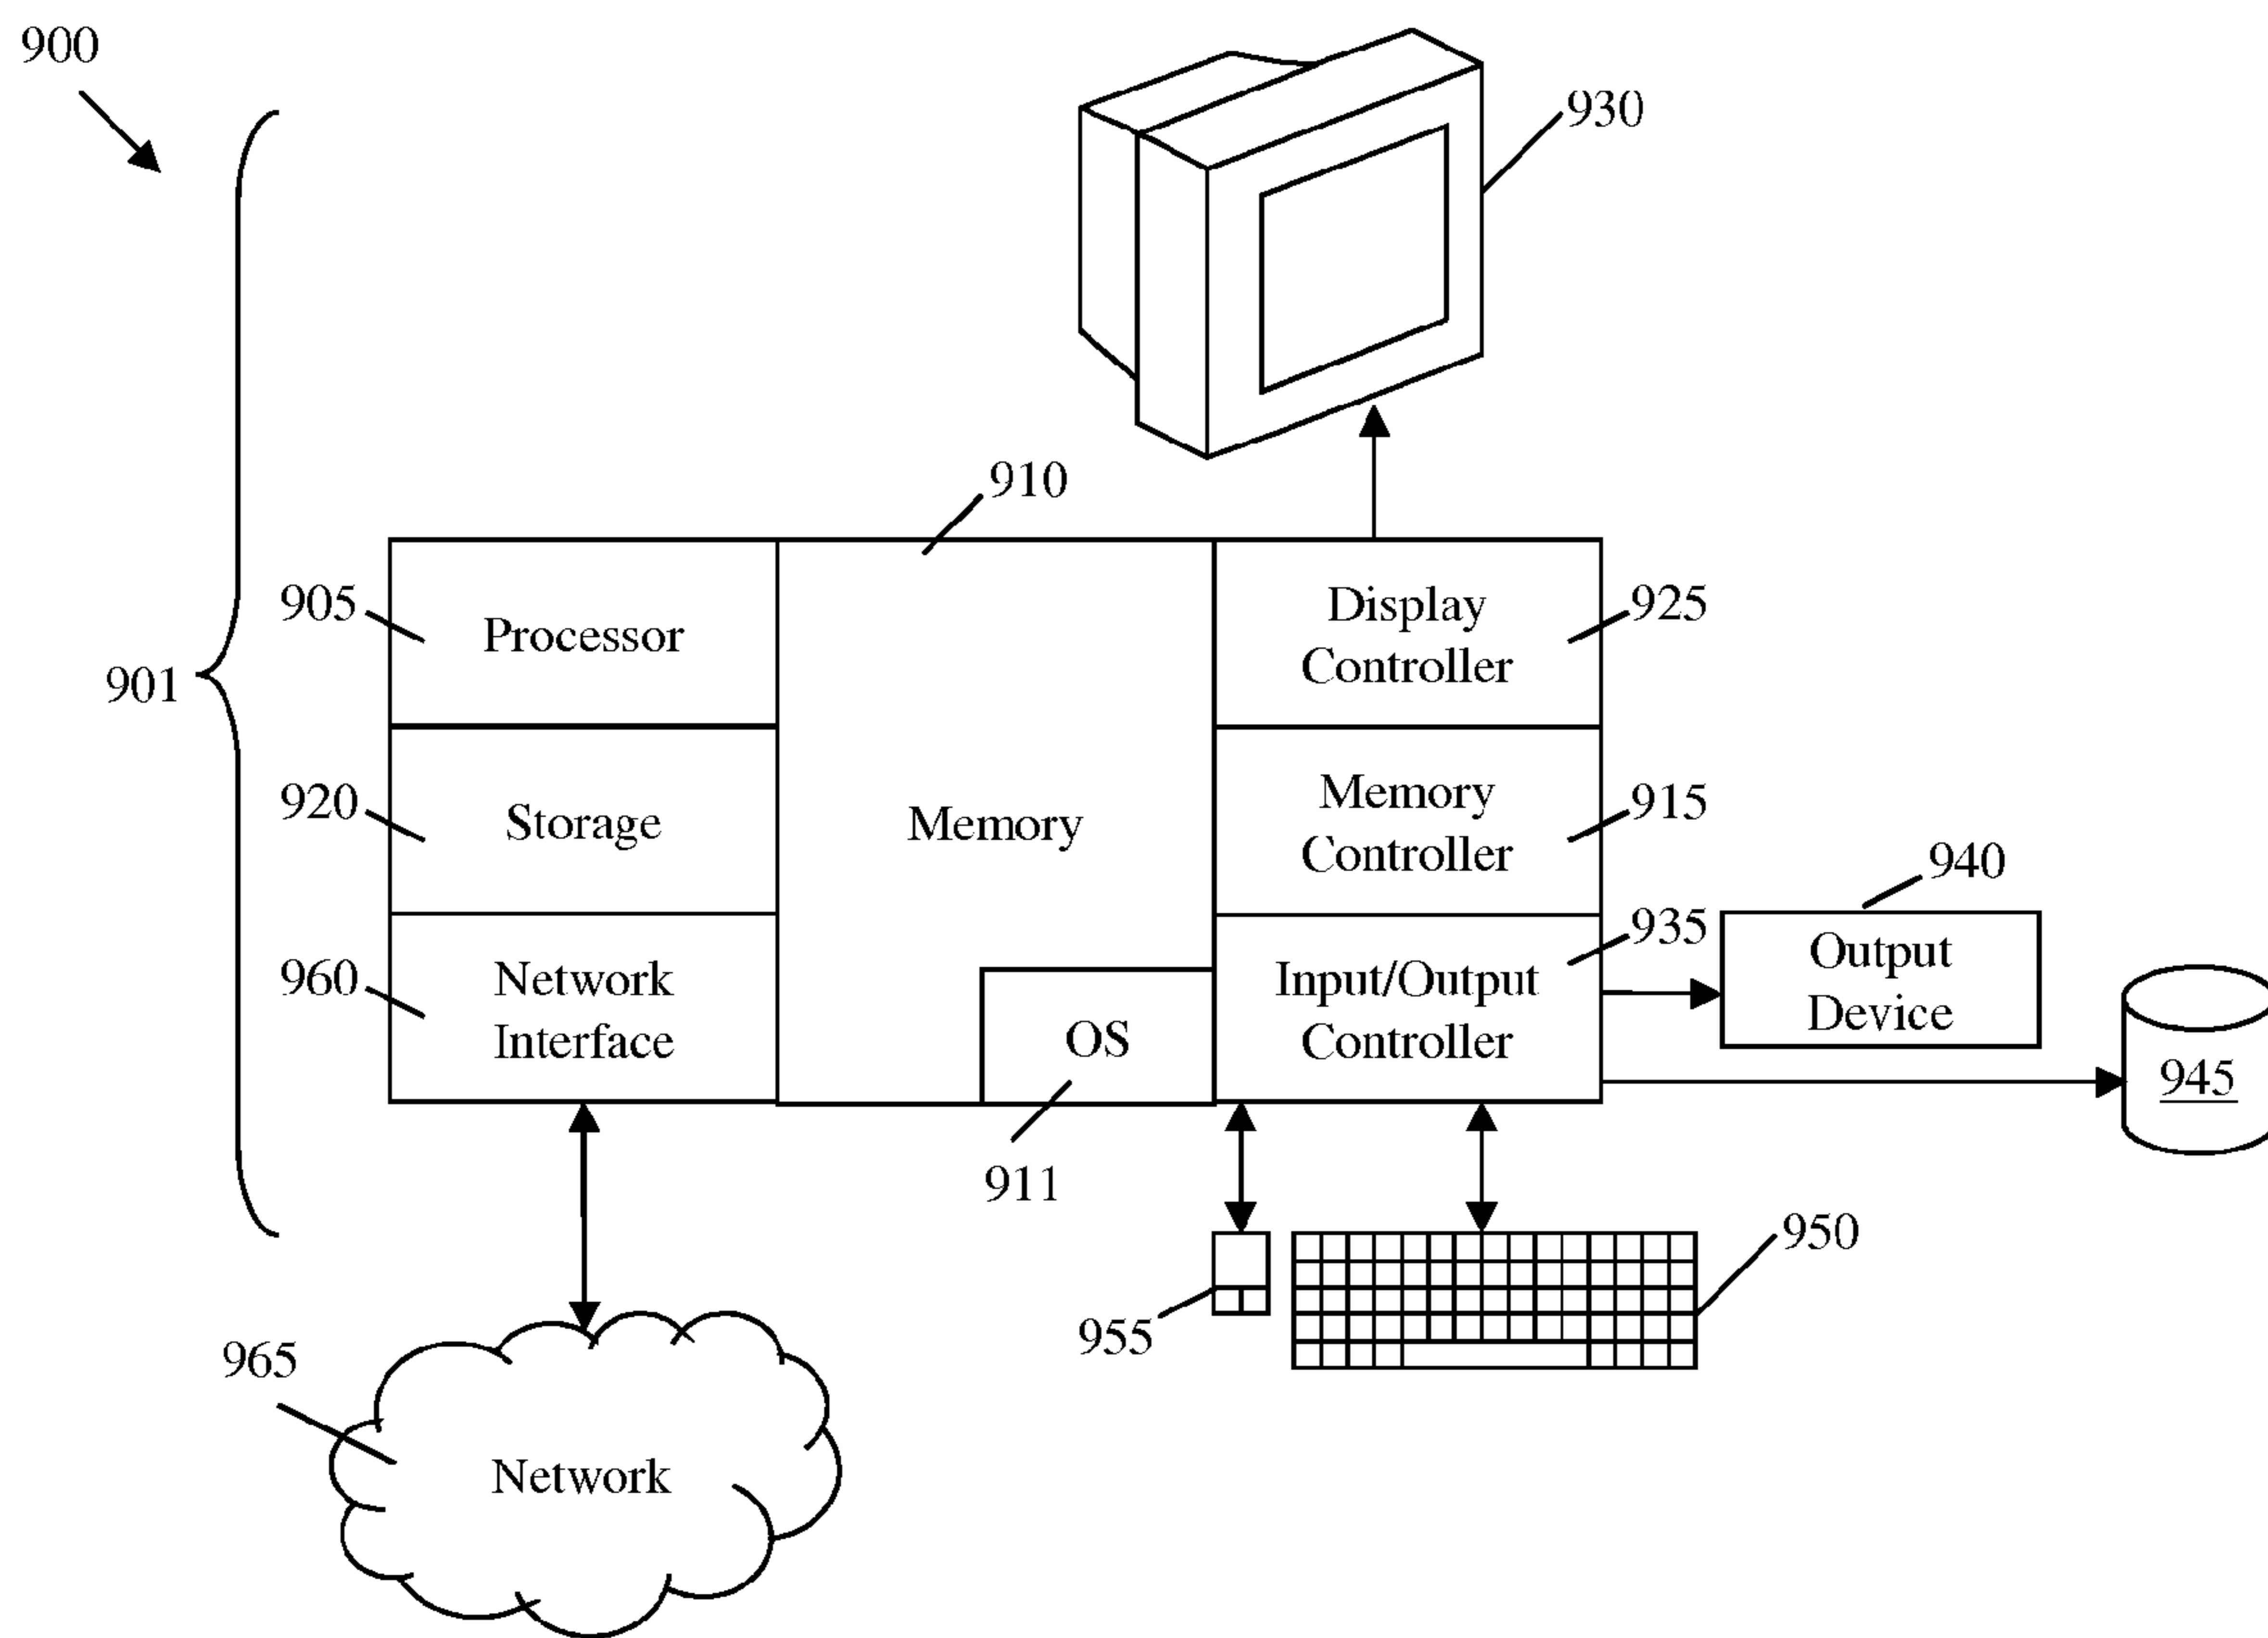 900
930
910
905
Processor
Display
Controller
925
901
920
Storage
Memory
Memory
Controller
915
940
935
Output
Device
960
Network
Interface
Input/Output
Controller
OS
945
911
950
955
965
Network